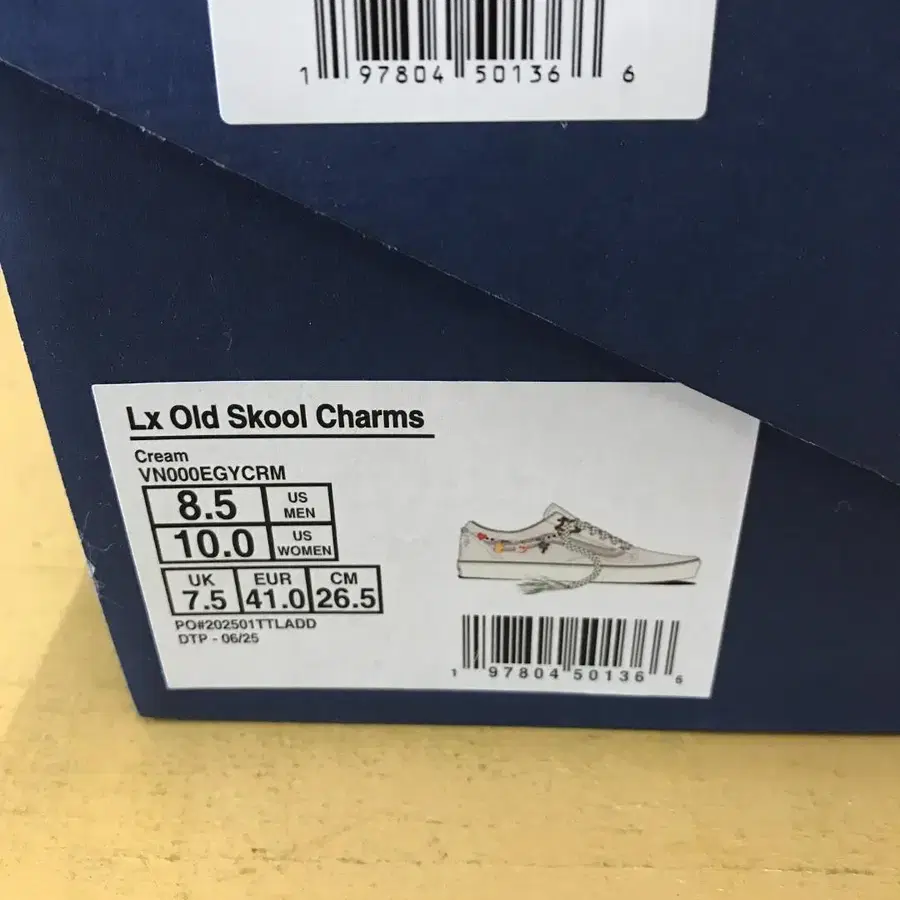 1 97804 50136 6
Lx Old Skool Charms
Cream
VN000EGYCRM
8.5 US MEN
10.0 US WOMEN
UK EUR CM
7.5 41.0 26.5
PO#202501TTLADD
DTP - 06/25
1 97804 50136 6